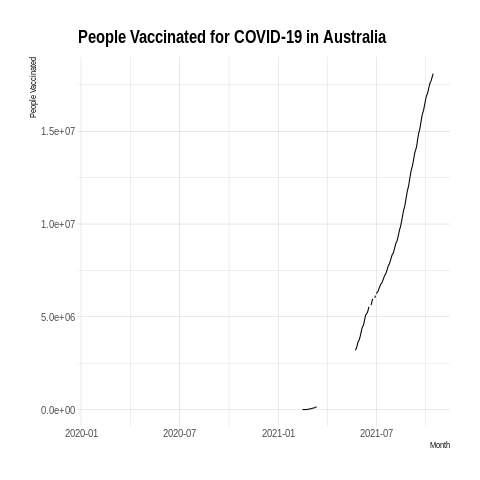 People Vaccinated for COVID-19 in Australia
People Vaccinated
1.5e+07
1.0e+07
5.0e+06
0.0e+00
2020-01 2020-07 2021-01 2021-07
Month